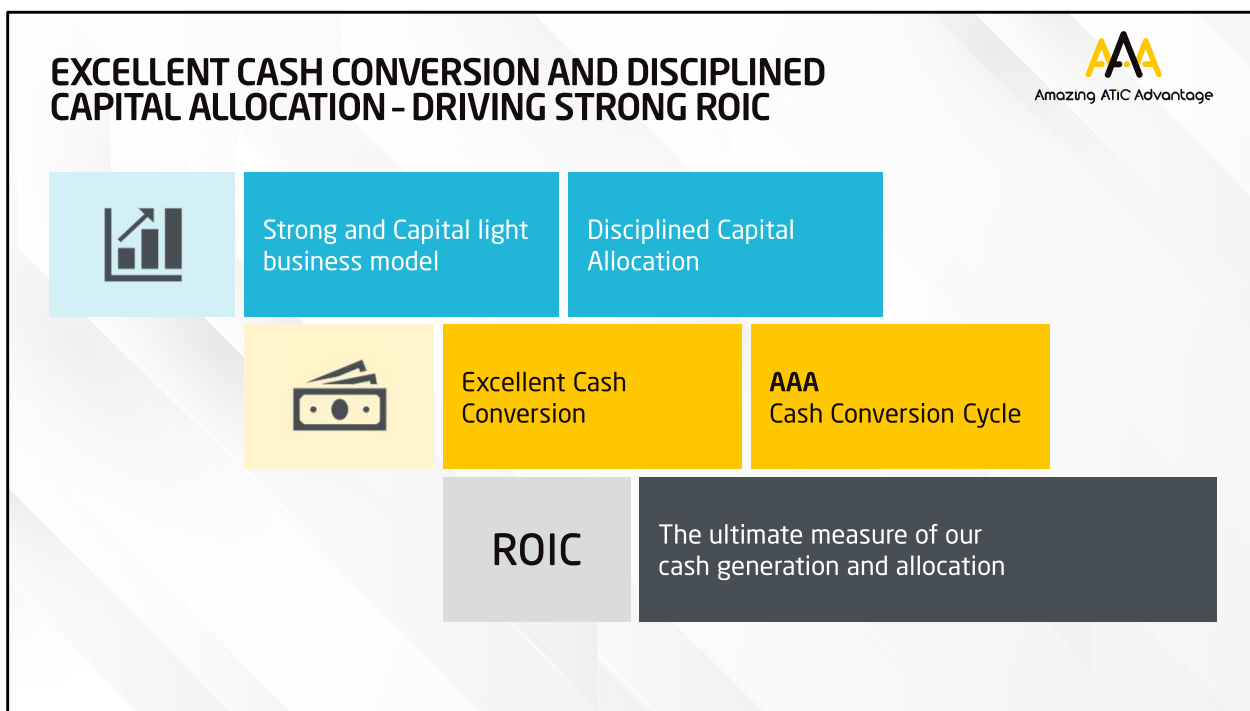 EXCELLENT CASH CONVERSION AND DISCIPLINED
CAPITAL ALLOCATION – DRIVING STRONG ROIC
AAA
Amazing ATiC Advantage
Strong and Capital light
business model
Disciplined Capital
Allocation
Excellent Cash
Conversion
AAA
Cash Conversion Cycle
ROIC
The ultimate measure of our
cash generation and allocation